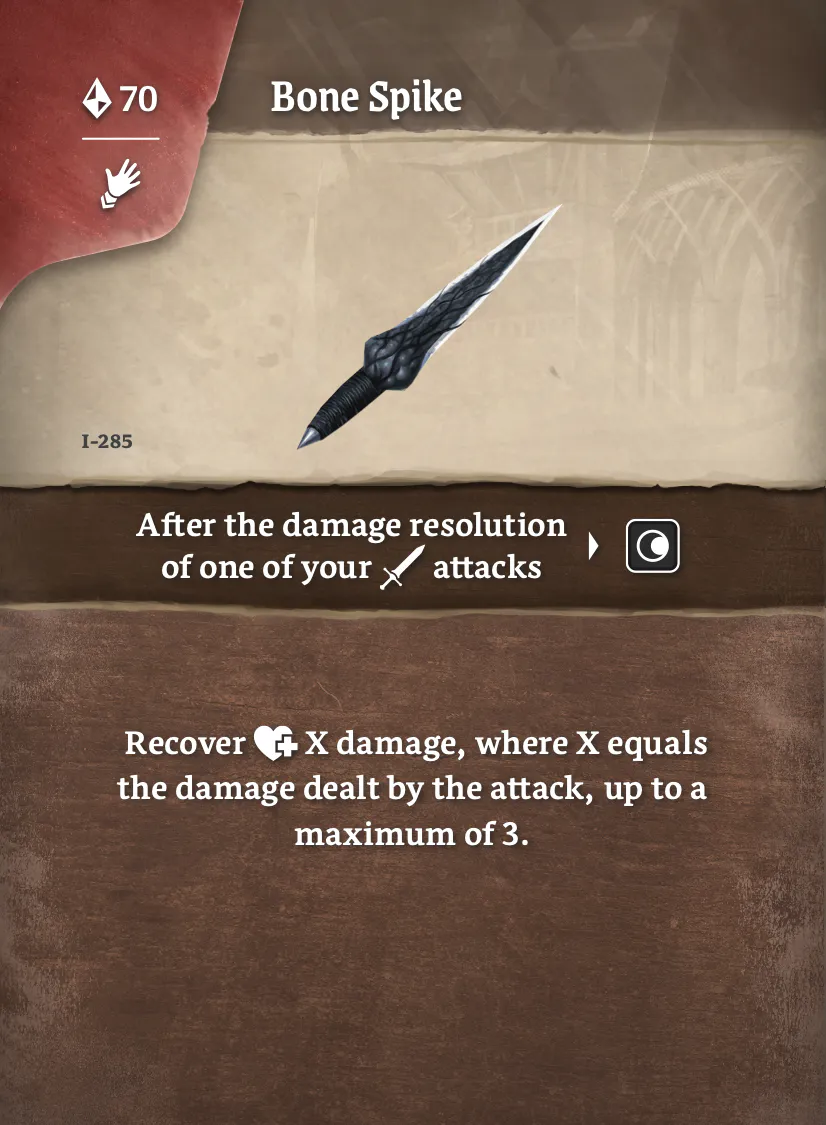 70
Bone Spike
I-285
After the damage resolution
of one of your attacks
Recover X damage, where X equals
the damage dealt by the attack, up to a
maximum of 3.